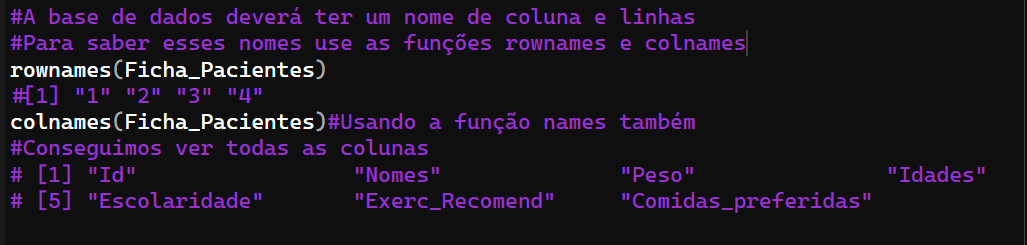 #A base de dados deverá ter um nome de coluna e linhas
#Para saber esses nomes use as funções rownames e colnames
rownames(Ficha_Pacientes)
#[1] "1" "2" "3" "4"
colnames(Ficha_Pacientes)#Usando a função names também
#Conseguimos ver todas as colunas
# [1] "Id"                 "Nomes"              "Peso"               "Idades"
# [5] "Escolaridade"       "Exerc_Recomend"     "Comidas_preferidas"